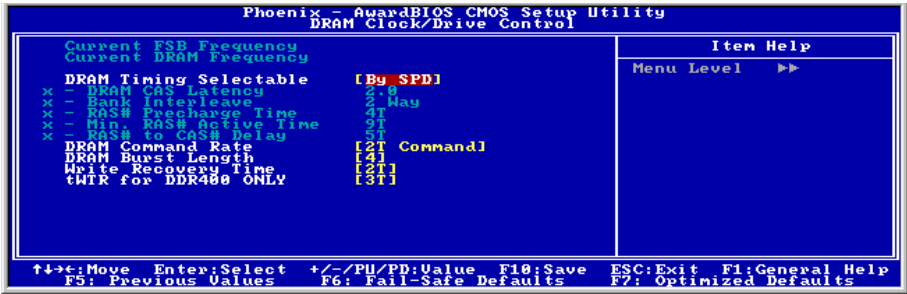 Phoenix - AwardBIOS CMOS Setup Utility
DRAM Clock/Drive Control
Current FSB Frequency
Current DRAM Frequency
DRAM Timing Selectable [By SPD]
x - DRAM CAS Latency 2.0
x - Bank Interleave 2 Way
x - RAS# Precharge Time 4T
x - Min. RAS# Active Time 9T
x - RAS# to CAS# Delay 5T
DRAM Command Rate [2T Command]
DRAM Burst Length [4]
Write Recovery Time [2T]
tWTR for DDR400 ONLY [3T]
Item Help
Menu Level ▶▶
↑↓→←:Move Enter:Select +/-/PU/PD:Value F10:Save ESC:Exit F1:General Help
F5: Previous Values F6: Fail-Safe Defaults F7: Optimized Defaults